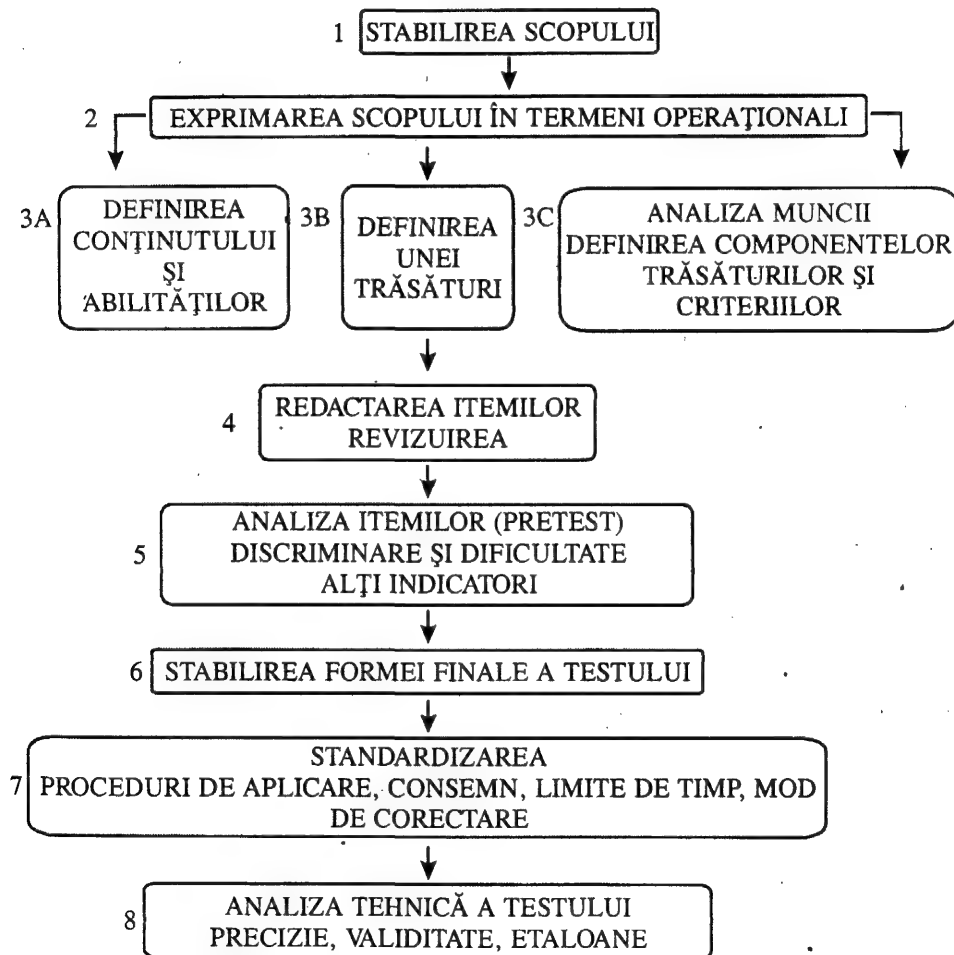 1 STABILIREA SCOPULUI
2 EXPRIMAREA SCOPULUI ÎN TERMENI OPERAŢIONALI
3A DEFINIREA
CONŢINUTULUI
ŞI
ABILITĂŢILOR
3B DEFINIREA
UNEI
TRĂSĂTURI
3C ANALIZA MUNCII
DEFINIREA COMPONENTELOR
TRĂSĂTURILOR ŞI
CRITERIILOR
4 REDACTAREA ITEMILOR
REVIZUIREA
5 ANALIZA ITEMILOR (PRETEST)
DISCRIMINARE ŞI DIFICULTATE
ALŢI INDICATORI
6 STABILIREA FORMEI FINALE A TESTULUI
7 STANDARDIZAREA
PROCEDURI DE APLICARE, CONSEMN, LIMITE DE TIMP, MOD
DE CORECTARE
8 ANALIZA TEHNICĂ A TESTULUI
PRECIZIE, VALIDITATE, ETALOANE